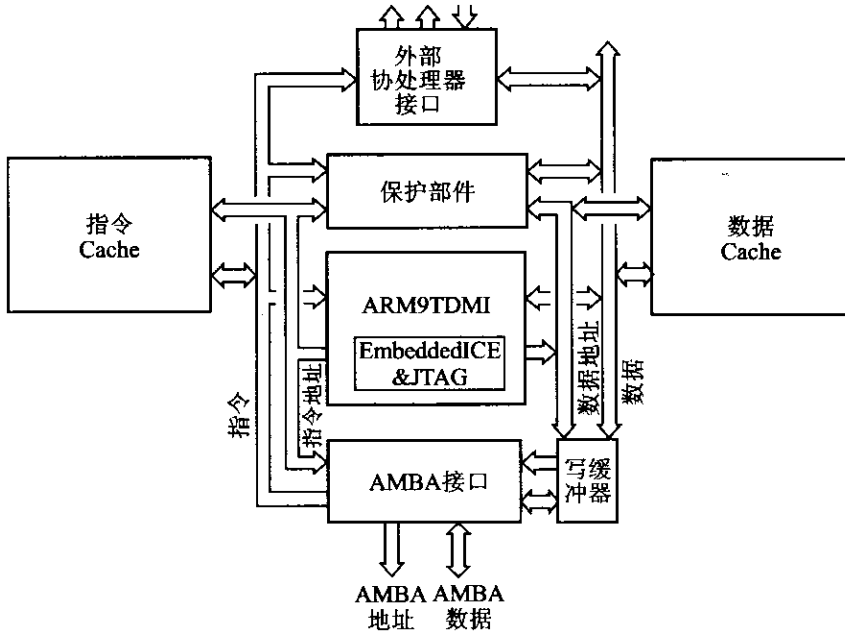 外部
协处理器
接口
保护部件
指令
Cache
数据
Cache
ARM9TDMI
EmbeddedICE
&JTAG
指令
指令地址
数据地址
数据
AMBA接口
写缓
冲器
AMBA
地址
AMBA
数据